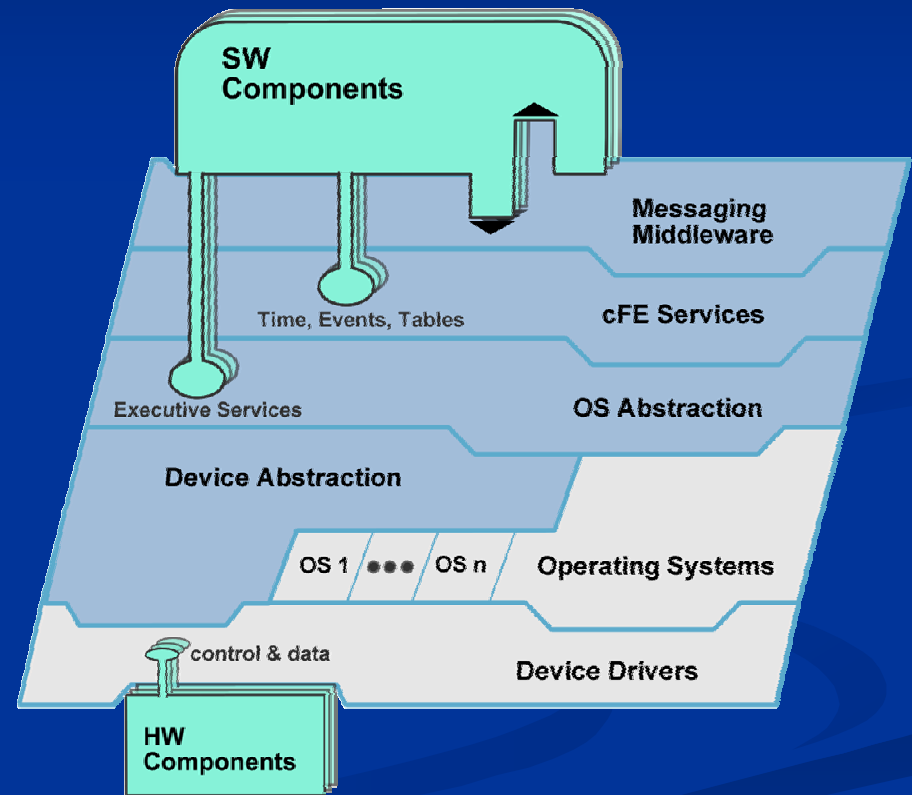 SW
Components
Messaging
Middleware
cFE Services
Time, Events, Tables
OS Abstraction
Executive Services
Device Abstraction
OS 1
●●●
OS n
Operating Systems
control & data
Device Drivers
HW
Components